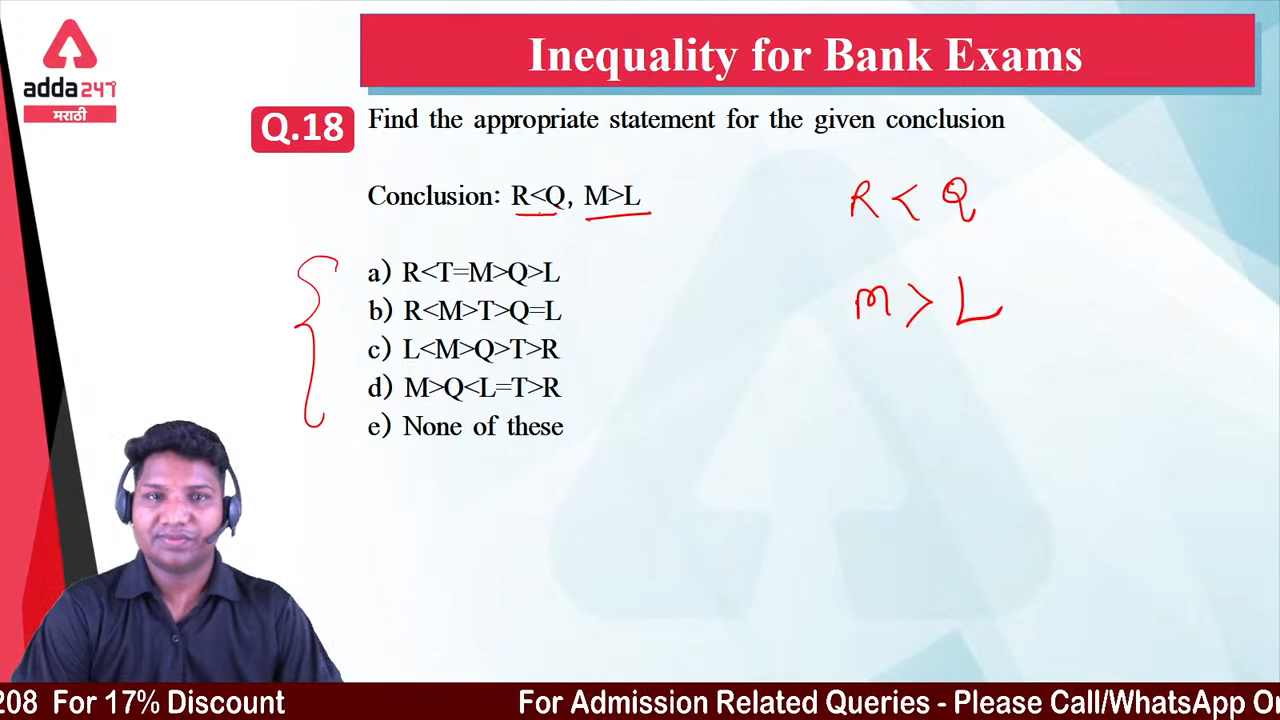 adda247
मराठी
Inequality for Bank Exams
Q.18 Find the appropriate statement for the given conclusion
Conclusion: R<Q, M>L
R < Q
a) R<T=M>Q>L
M > L
b) R<M>T>Q=L
c) L<M>Q>T>R
d) M>Q<L=T>R
e) None of these
208 For 17% Discount For Admission Related Queries - Please Call/WhatsApp